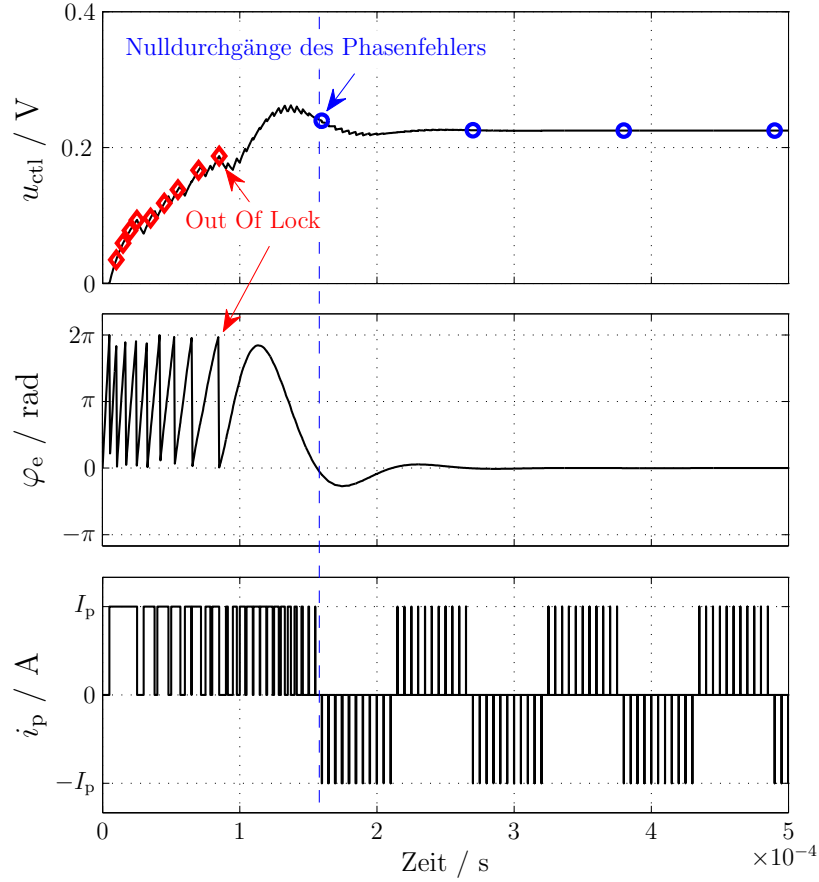 0.4
Nulldurchgänge des Phasenfehlers
0.2
Out Of Lock
0
u_ctl / V
2π
π
0
−π
φ_e / rad
I_p
0
−I_p
i_p / A
0 1 2 3 4 5
Zeit / s
×10⁻⁴